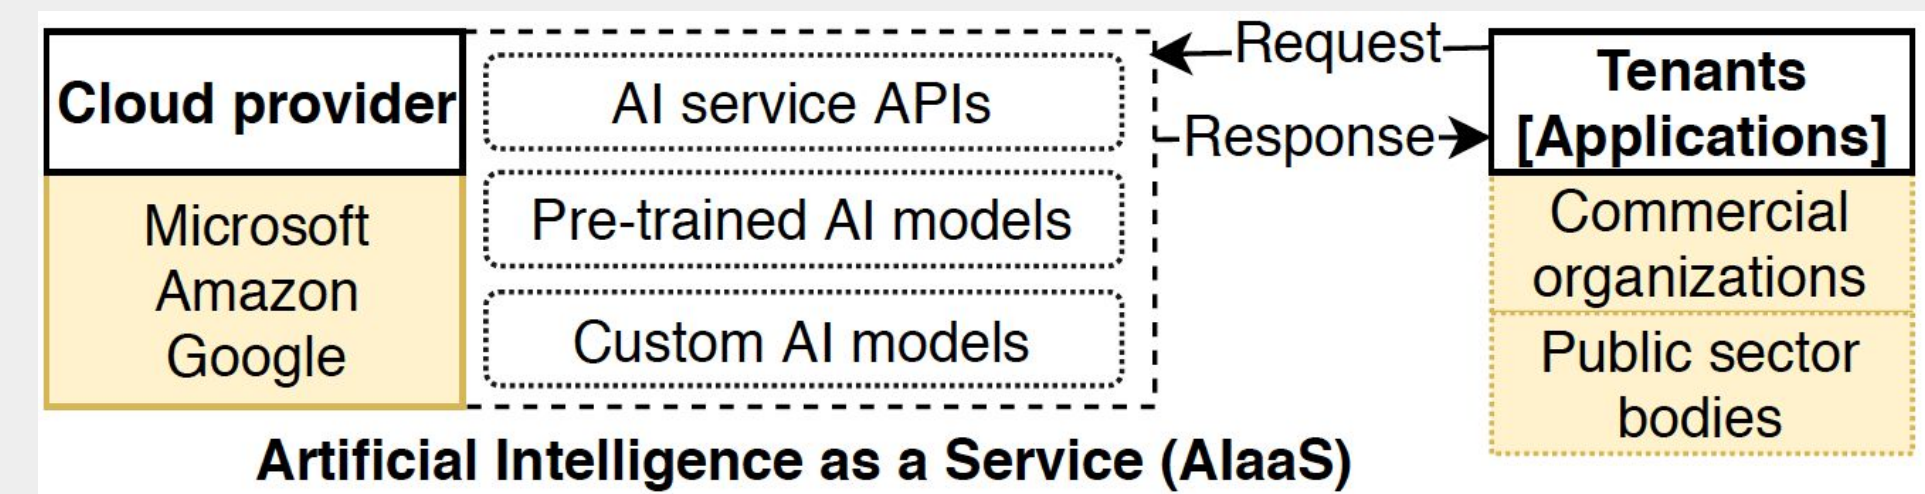 Cloud provider
Microsoft
Amazon
Google
AI service APIs
Pre-trained AI models
Custom AI models
Request
Response
Tenants
[Applications]
Commercial
organizations
Public sector
bodies
Artificial Intelligence as a Service (AIaaS)